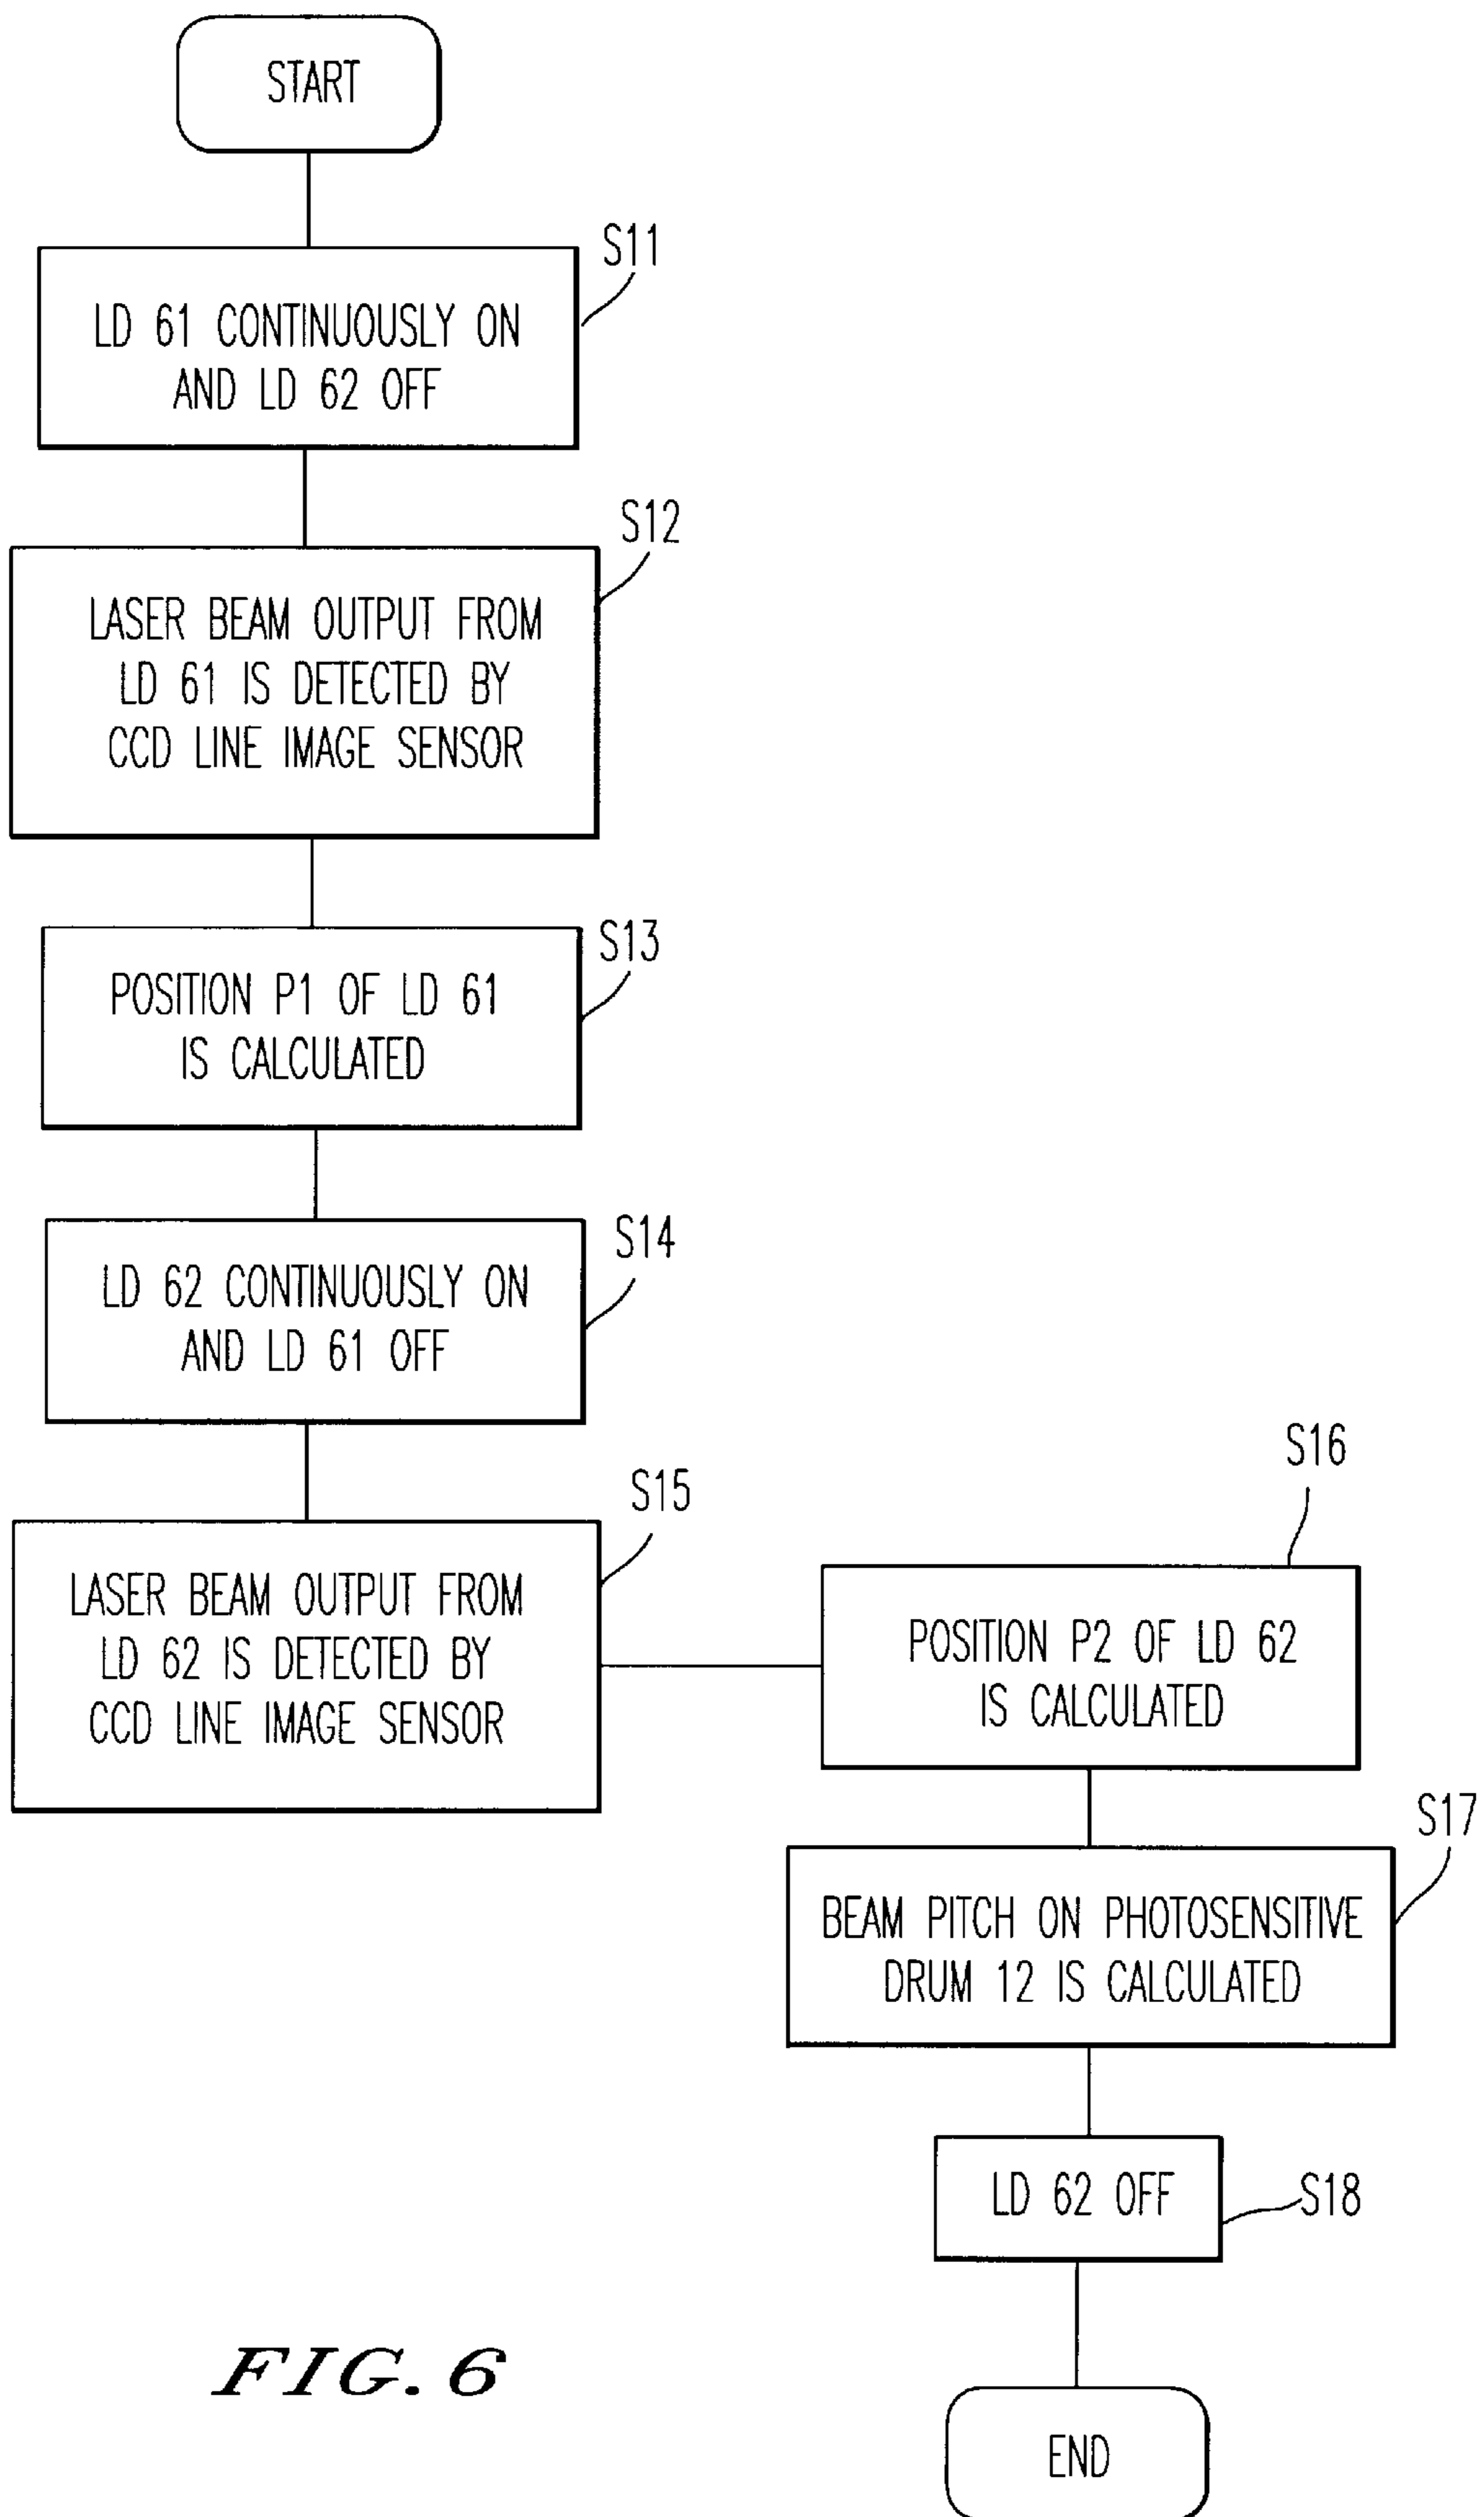 START
S11
LD 61 CONTINUOUSLY ON
AND LD 62 OFF
S12
LASER BEAM OUTPUT FROM
LD 61 IS DETECTED BY
CCD LINE IMAGE SENSOR
S13
POSITION P1 OF LD 61
IS CALCULATED
S14
LD 62 CONTINUOUSLY ON
AND LD 61 OFF
S15
LASER BEAM OUTPUT FROM
LD 62 IS DETECTED BY
CCD LINE IMAGE SENSOR
S16
POSITION P2 OF LD 62
IS CALCULATED
S17
BEAM PITCH ON PHOTOSENSITIVE
DRUM 12 IS CALCULATED
LD 62 OFF
S18
END
FIG. 6